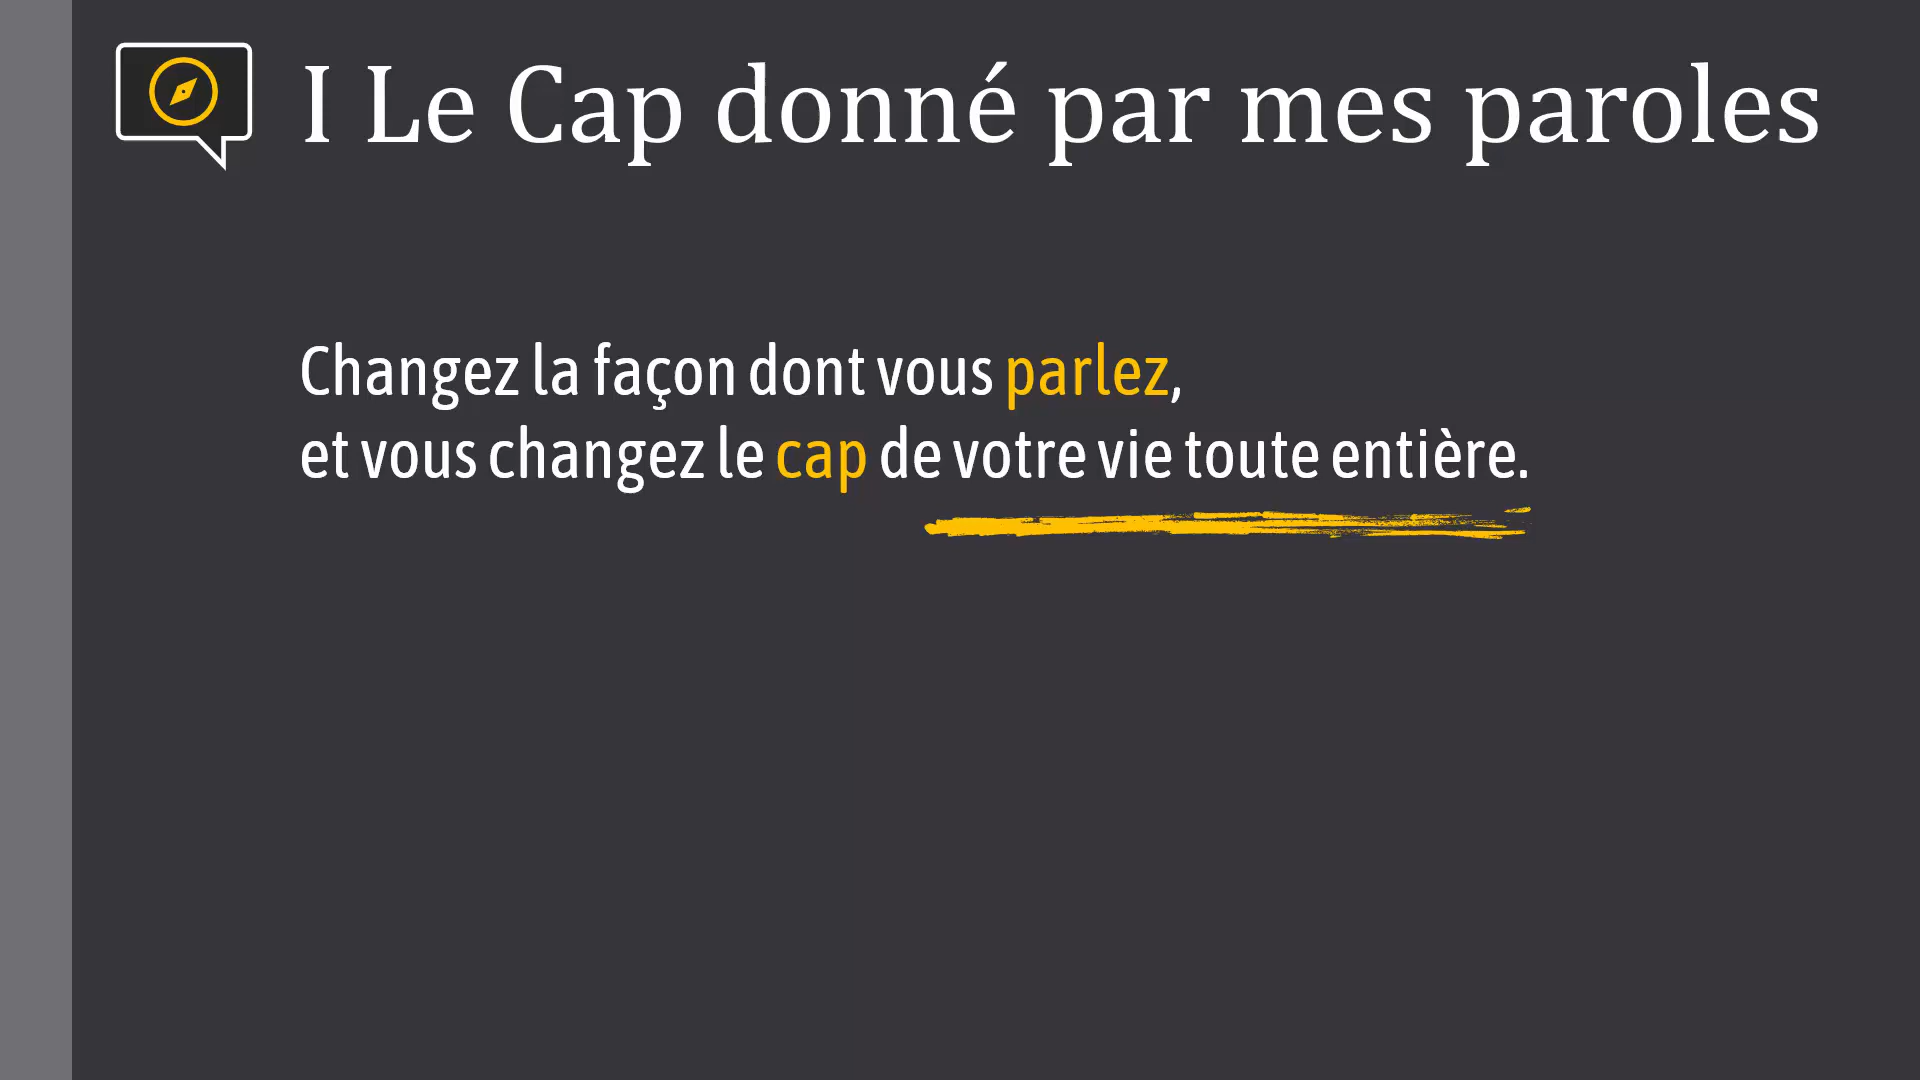 I Le Cap donné par mes paroles
Changez la façon dont vous parlez,
et vous changez le cap de votre vie toute entière.